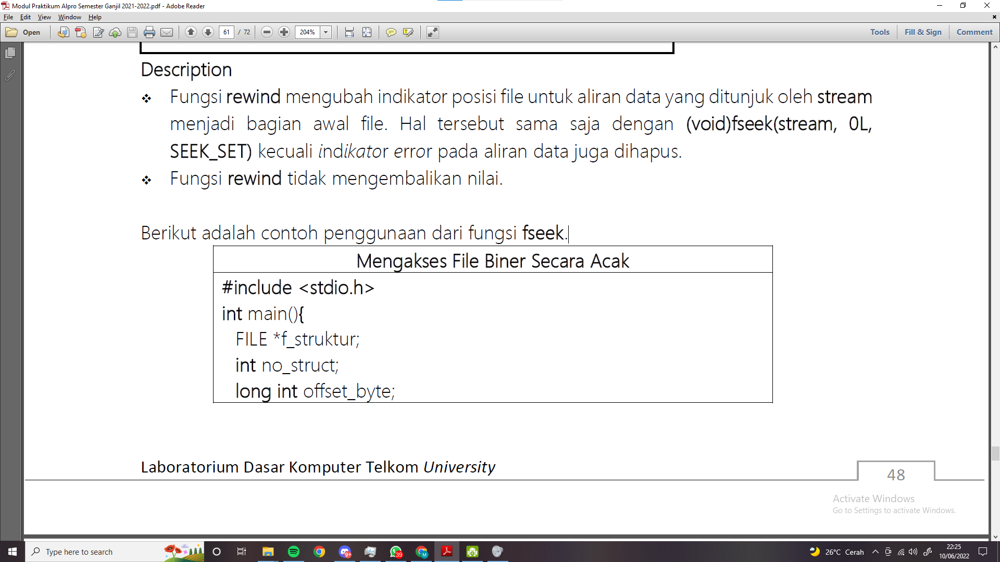 Modul Praktikum Alpro Semester Ganjil 2021-2022.pdf - Adobe Reader
File Edit View Window Help
Open 61 / 72 204% Tools Fill & Sign Comment
Description
Fungsi rewind mengubah indikator posisi file untuk aliran data yang ditunjuk oleh stream
menjadi bagian awal file. Hal tersebut sama saja dengan (void)fseek(stream, 0L,
SEEK_SET) kecuali indikator error pada aliran data juga dihapus.
Fungsi rewind tidak mengembalikan nilai.
Berikut adalah contoh penggunaan dari fungsi fseek.
Mengakses File Biner Secara Acak
#include <stdio.h>
int main(){
FILE *f_struktur;
int no_struct;
long int offset_byte;
Laboratorium Dasar Komputer Telkom University
48
Activate Windows
Go to Settings to activate Windows.
Type here to search 9+ 39 M 26°C Cerah 22:25
10/06/2022